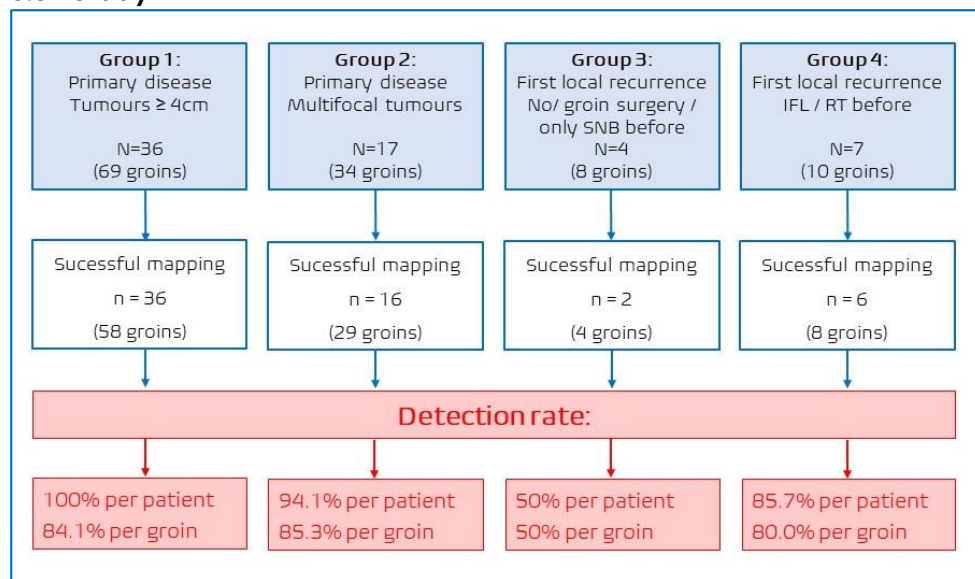 Group 1:
Primary disease
Tumours ≥ 4cm
N=36
(69 groins)
Group 2:
Primary disease
Multifocal tumours
N=17
(34 groins)
Group 3:
First local recurrence
No/ groin surgery /
only SNB before
N=4
(8 groins)
Group 4:
First local recurrence
IFL / RT before
N=7
(10 groins)
Sucessful mapping
n = 36
(58 groins)
Sucessful mapping
n = 16
(29 groins)
Sucessful mapping
n = 2
(4 groins)
Sucessful mapping
n = 6
(8 groins)
Detection rate:
100% per patient
84.1% per groin
94.1% per patient
85.3% per groin
50% per patient
50% per groin
85.7% per patient
80.0% per groin